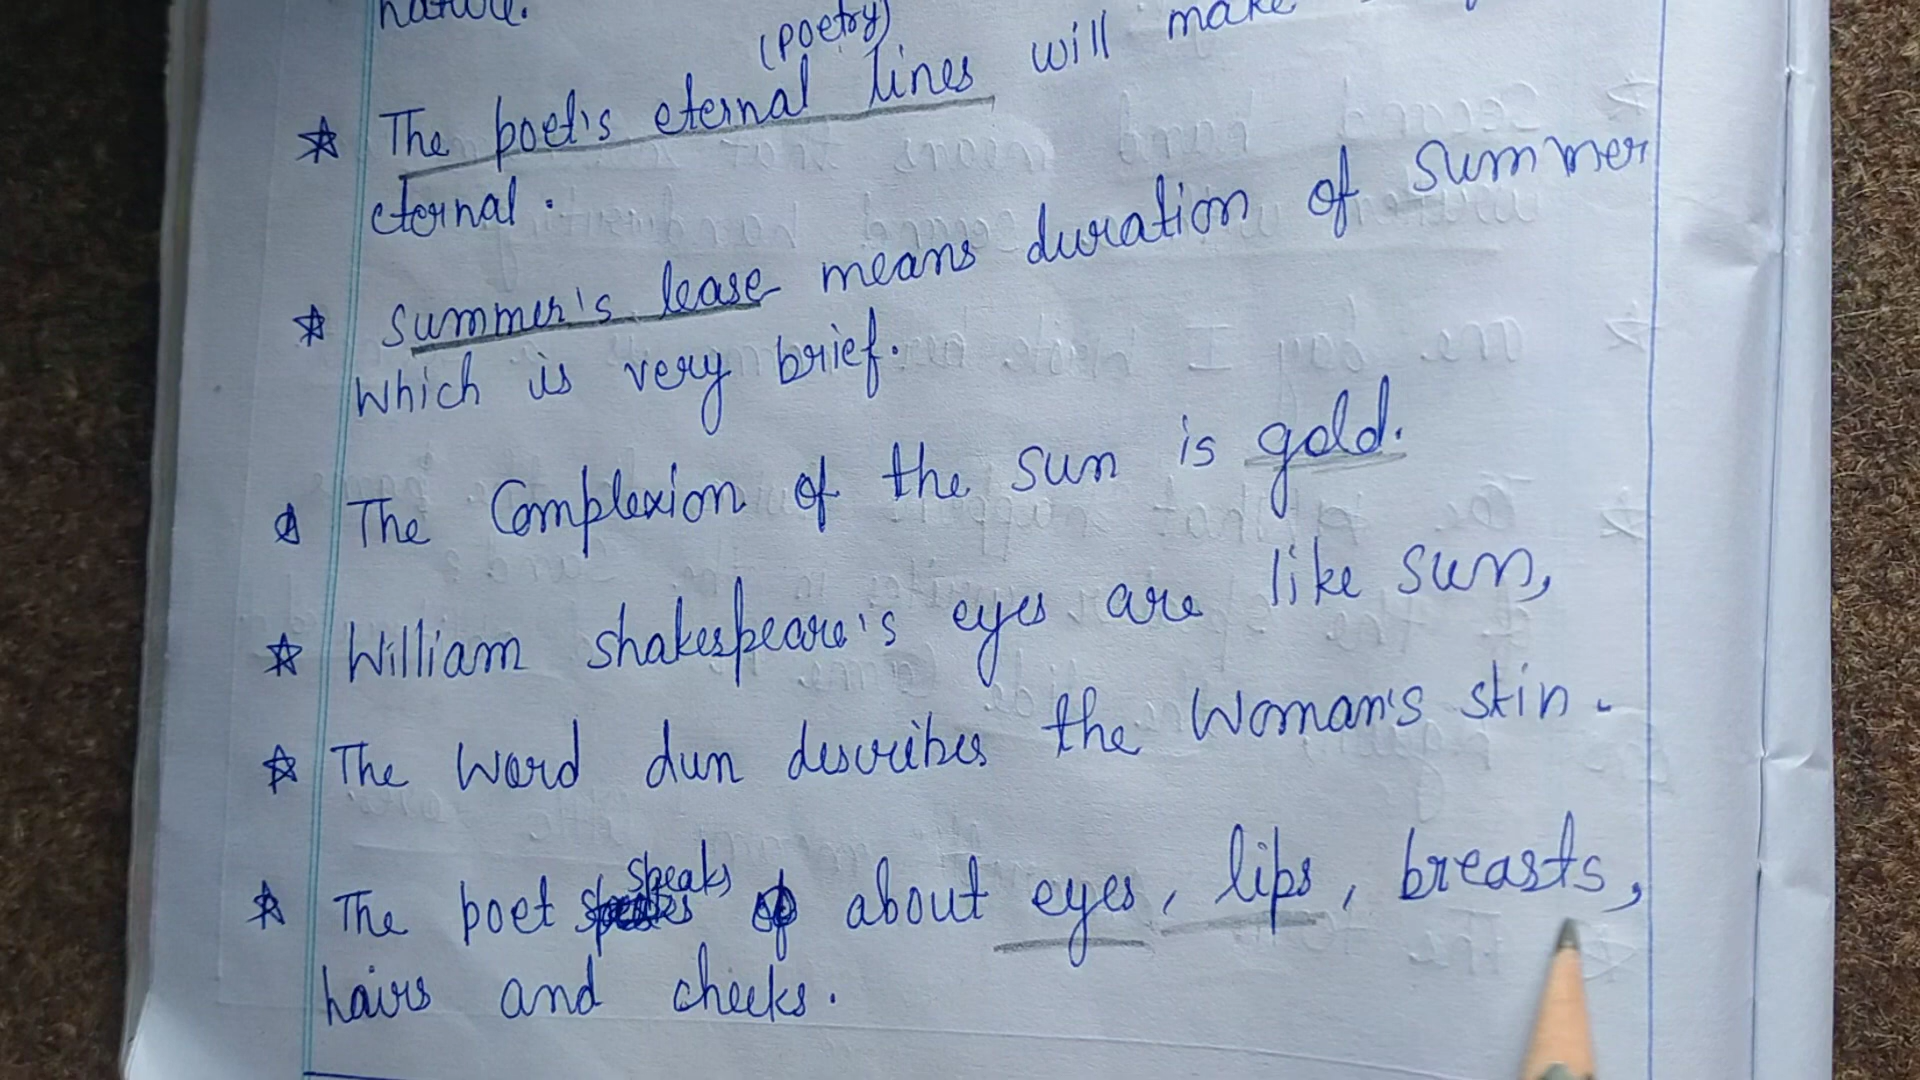 nature.
(poetry)
★ The poet's eternal lines will make
eternal.
★ Summer's lease means duration of summer
which is very brief.
The Complexion of the sun is gold.
★ William shakespeare's eyes are like sun,
★ The word dun describes the Woman's skin.
speaks
★ The poet about eyes, lips, breasts,
hairs and cheeks.